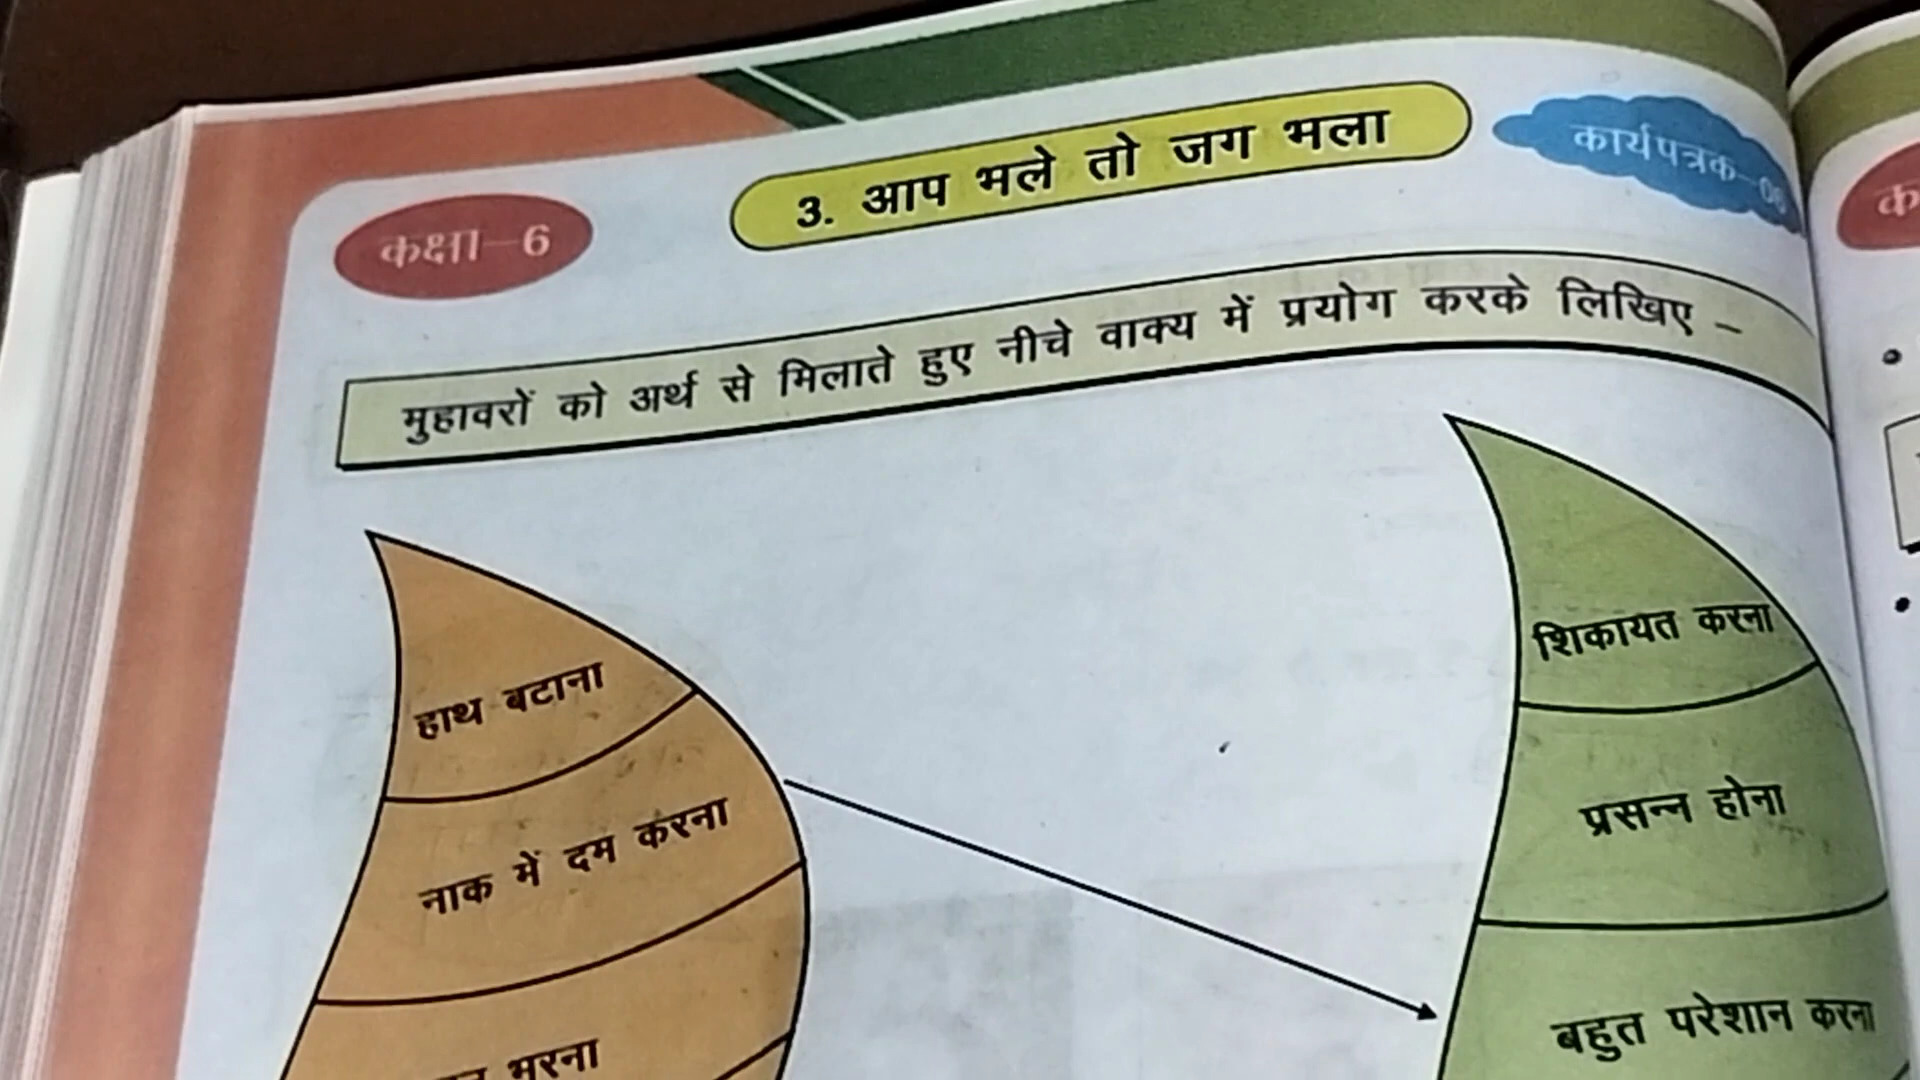 कक्षा–6
3. आप भले तो जग भला
कार्यपत्रक–
मुहावरों को अर्थ से मिलाते हुए नीचे वाक्य में प्रयोग करके लिखिए –
हाथ बटाना
नाक में दम करना
भरना
शिकायत करना
प्रसन्न होना
बहुत परेशान करना